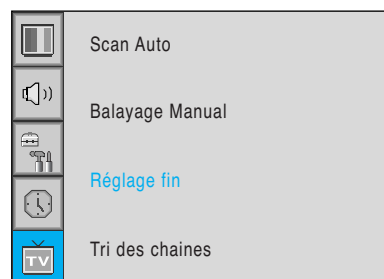 Scan Auto
Balayage Manual
Réglage fin
Tri des chaines
TV